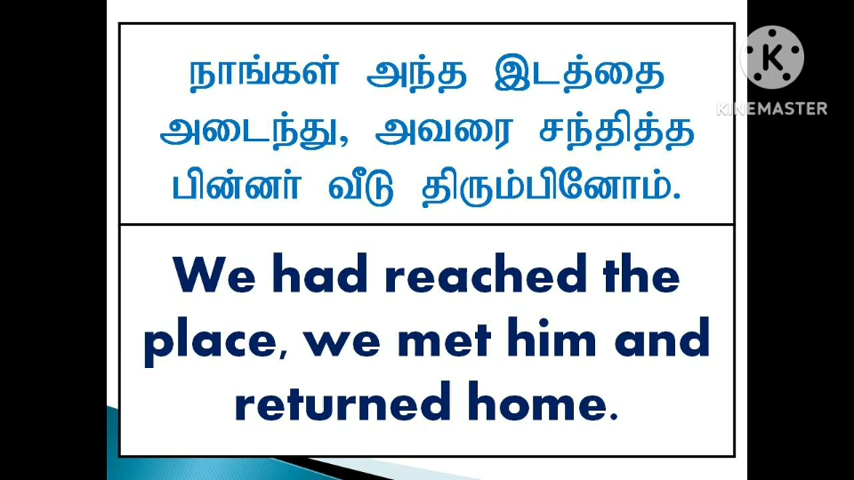 நாங்கள் அந்த இடத்தை
அடைந்து, அவரை சந்தித்த
பின்னர் வீடு திரும்பினோம்.
K
KINEMASTER
We had reached the
place, we met him and
returned home.